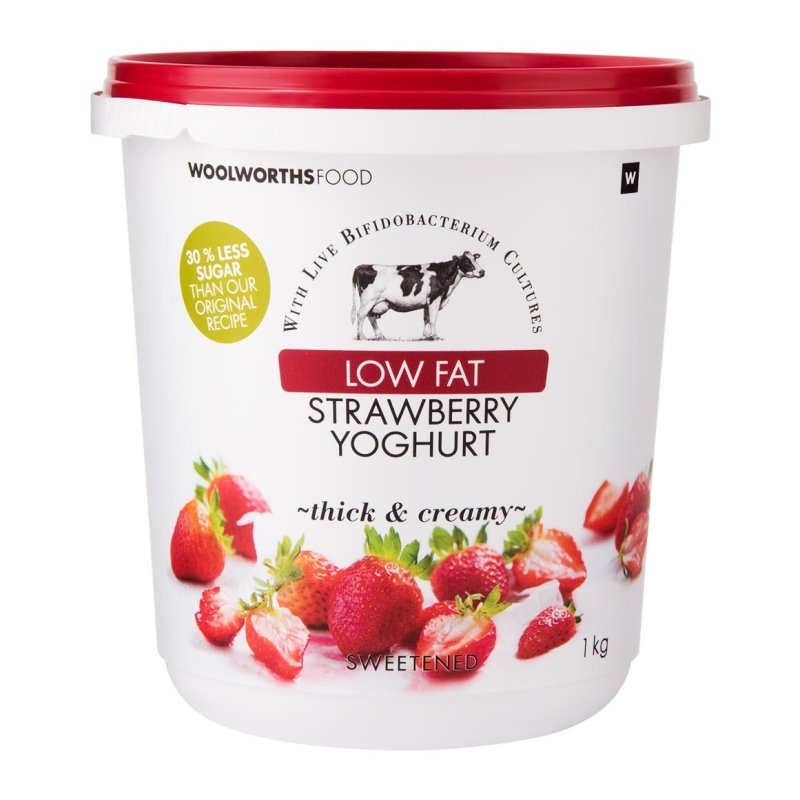 WOOLWORTHSFOOD
W
30 % LESS
SUGAR
THAN OUR
ORIGINAL
RECIPE
WITH LIVE BIFIDOBACTERIUM CULTURES
LOW FAT
STRAWBERRY
YOGHURT
~thick & creamy~
SWEETENED
1 kg